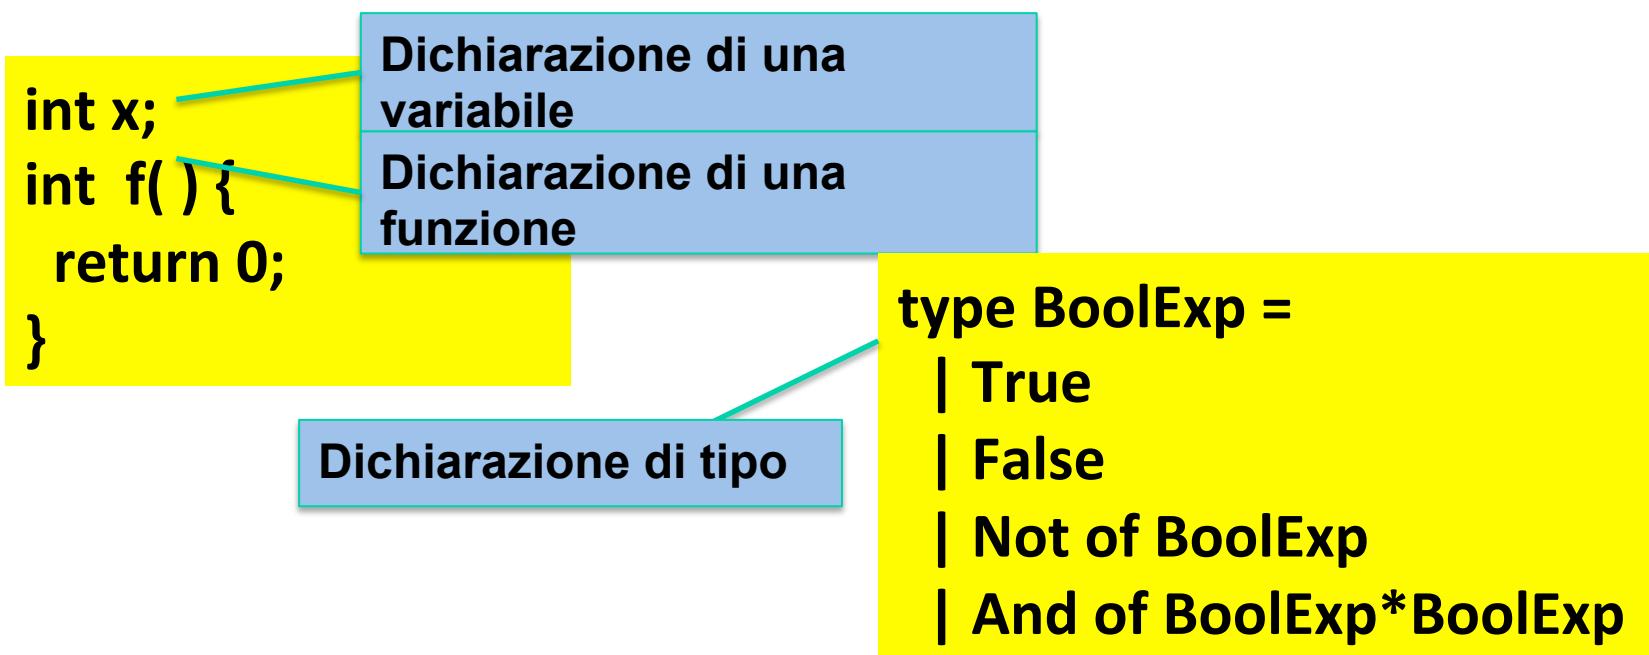 int x;
int f( ) {
return 0;
}
Dichiarazione di una
variabile
Dichiarazione di una
funzione
Dichiarazione di tipo
type BoolExp =
| True
| False
| Not of BoolExp
| And of BoolExp*BoolExp